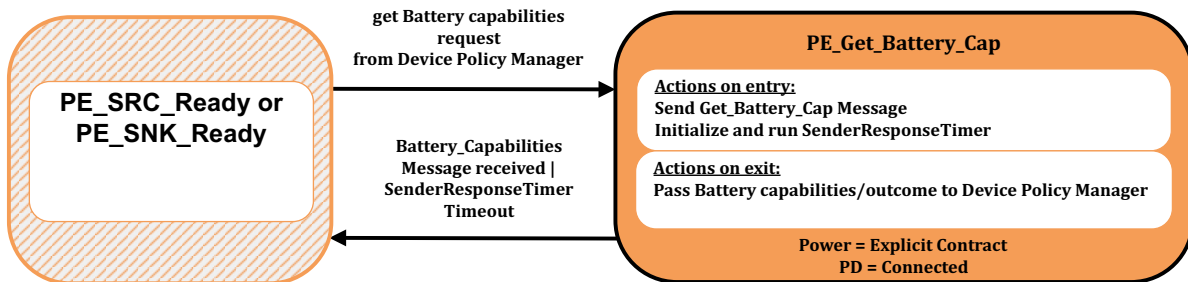 PE_SRC_Ready or
PE_SNK_Ready
get Battery capabilities
request
from Device Policy Manager
Battery_Capabilities
Message received |
SenderResponseTimer
Timeout
PE_Get_Battery_Cap
Actions on entry:
Send Get_Battery_Cap Message
Initialize and run SenderResponseTimer
Actions on exit:
Pass Battery capabilities/outcome to Device Policy Manager
Power = Explicit Contract
PD = Connected